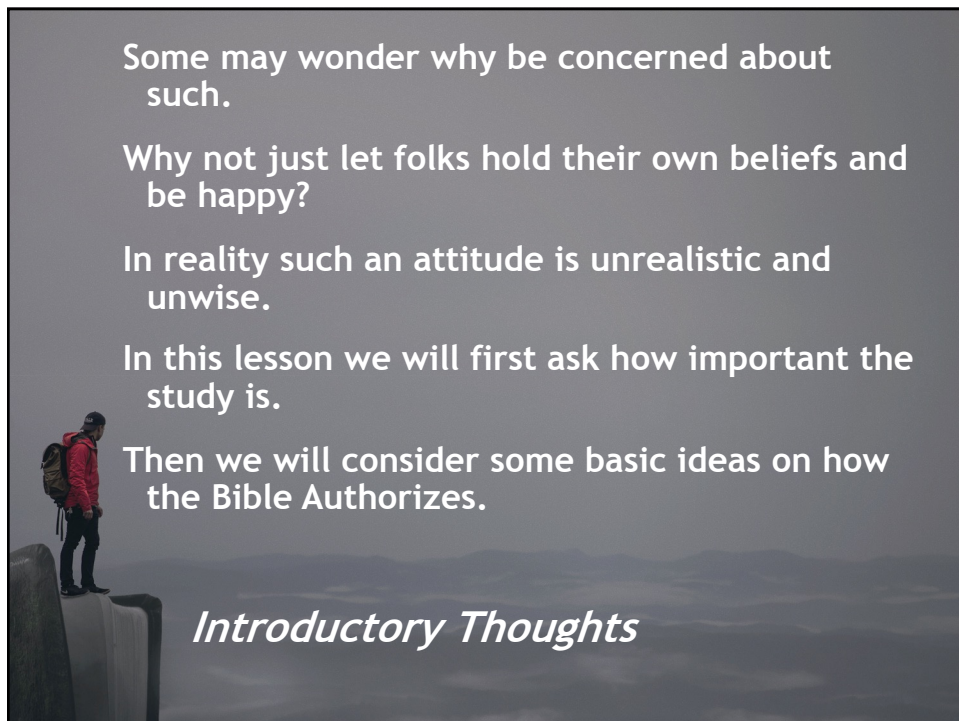 Some may wonder why be concerned about
such.
Why not just let folks hold their own beliefs and
be happy?
In reality such an attitude is unrealistic and
unwise.
In this lesson we will first ask how important the
study is.
Then we will consider some basic ideas on how
the Bible Authorizes.
Introductory Thoughts